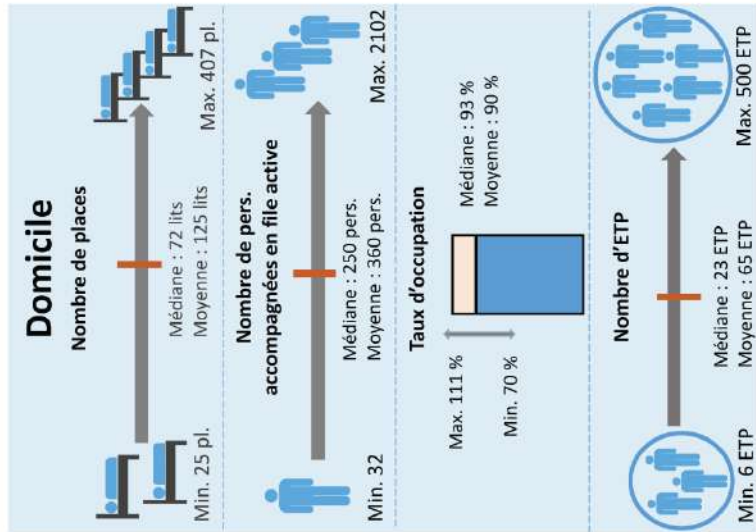 Domicile
Nombre de places
Médiane : 72 lits
Moyenne : 125 lits
Min. 25 pl.
Max. 407 pl.
Nombre de pers.
accompagnées en file active
Médiane : 250 pers.
Moyenne : 360 pers.
Min. 32
Max. 2102
Taux d'occupation
Max. 111 %
Min. 70 %
Médiane : 93 %
Moyenne : 90 %
Nombre d'ETP
Médiane : 23 ETP
Moyenne : 65 ETP
Min. 6 ETP
Max. 500 ETP